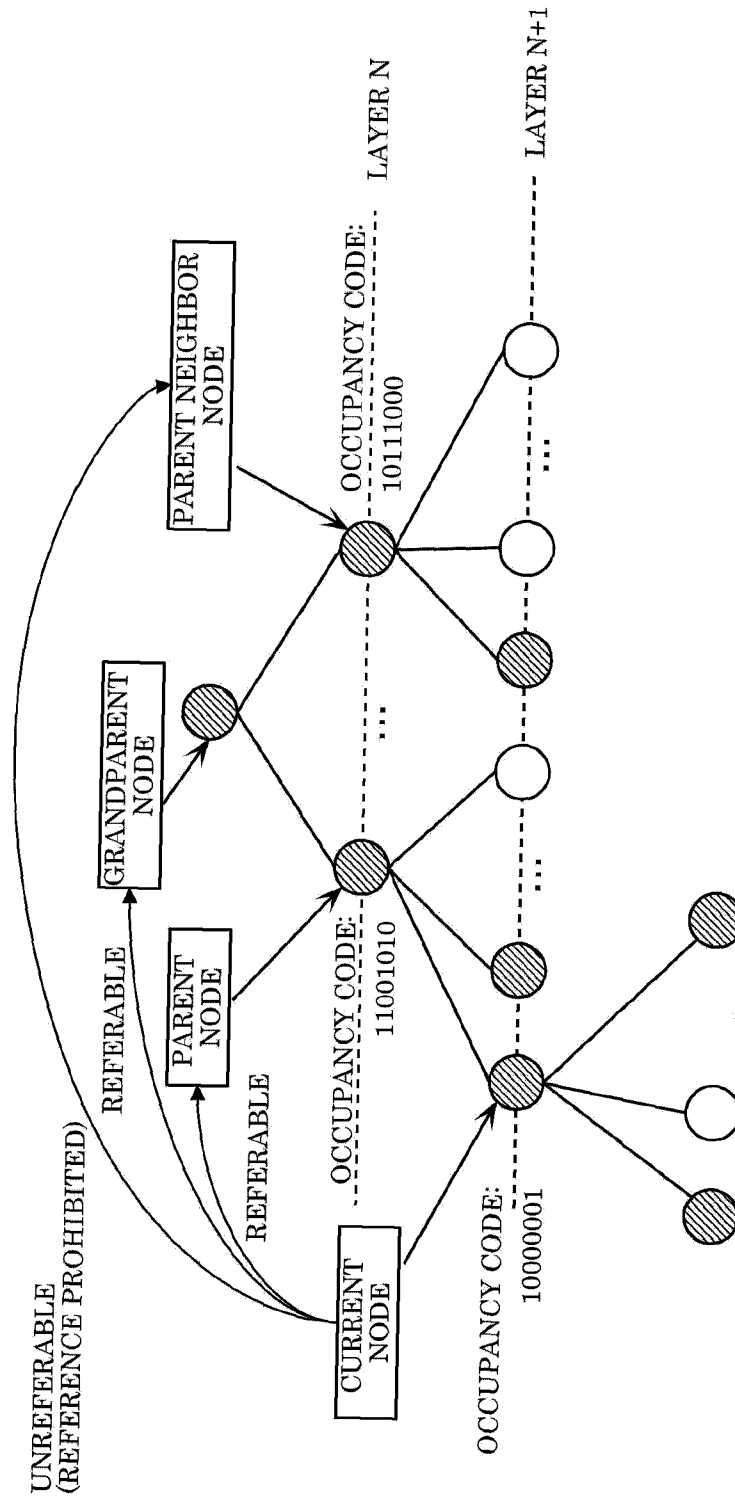 UNREFERABLE
(REFERENCE PROHIBITED)
REFERABLE
GRANDPARENT
NODE
PARENT NEIGHBOR
NODE
REFERABLE
PARENT
NODE
CURRENT
NODE
OCCUPANCY CODE:
11001010
...
OCCUPANCY CODE:
10111000
LAYER N
OCCUPANCY CODE:
10000001
...
...
LAYER N+1